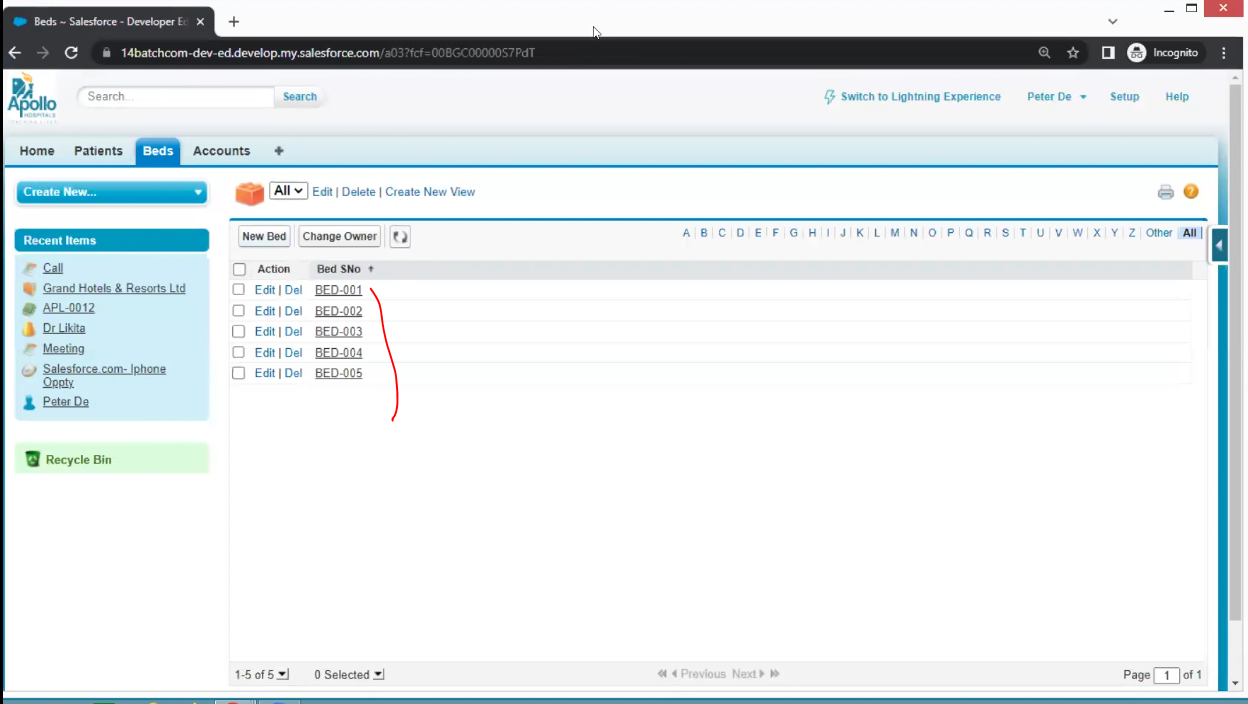 Beds ~ Salesforce - Developer Ed
14batchcom-dev-ed.develop.my.salesforce.com/a03?fcf=00BGC00000S7PdT
Incognito
Apollo
HOSPITALS
Search...
Search
Switch to Lightning Experience
Peter De
Setup
Help
Home
Patients
Beds
Accounts
Create New...
Recent Items
Call
Grand Hotels & Resorts Ltd
APL-0012
Dr Likita
Meeting
Salesforce.com- Iphone
Oppty
Peter De
Recycle Bin
All
Edit | Delete | Create New View
New Bed
Change Owner
A | B | C | D | E | F | G | H | I | J | K | L | M | N | O | P | Q | R | S | T | U | V | W | X | Y | Z | Other | All
Action Bed SNo
Edit | Del BED-001
Edit | Del BED-002
Edit | Del BED-003
Edit | Del BED-004
Edit | Del BED-005
1-5 of 5
0 Selected
Previous Next
Page 1 of 1